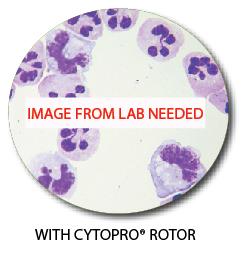 IMAGE FROM LAB NEEDED
WITH CYTOPRO® ROTOR